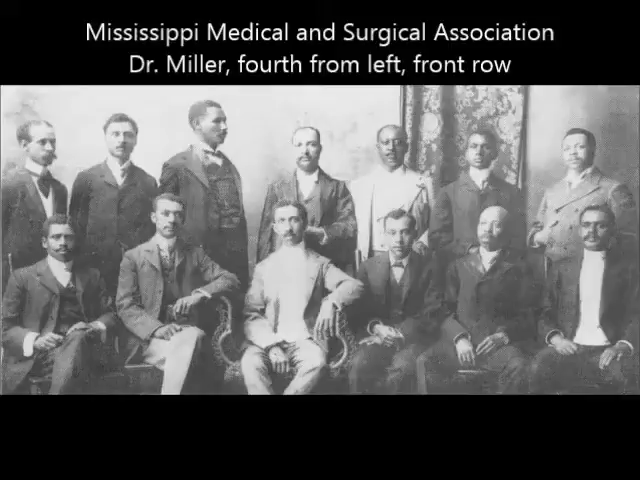 Mississippi Medical and Surgical Association
Dr. Miller, fourth from left, front row